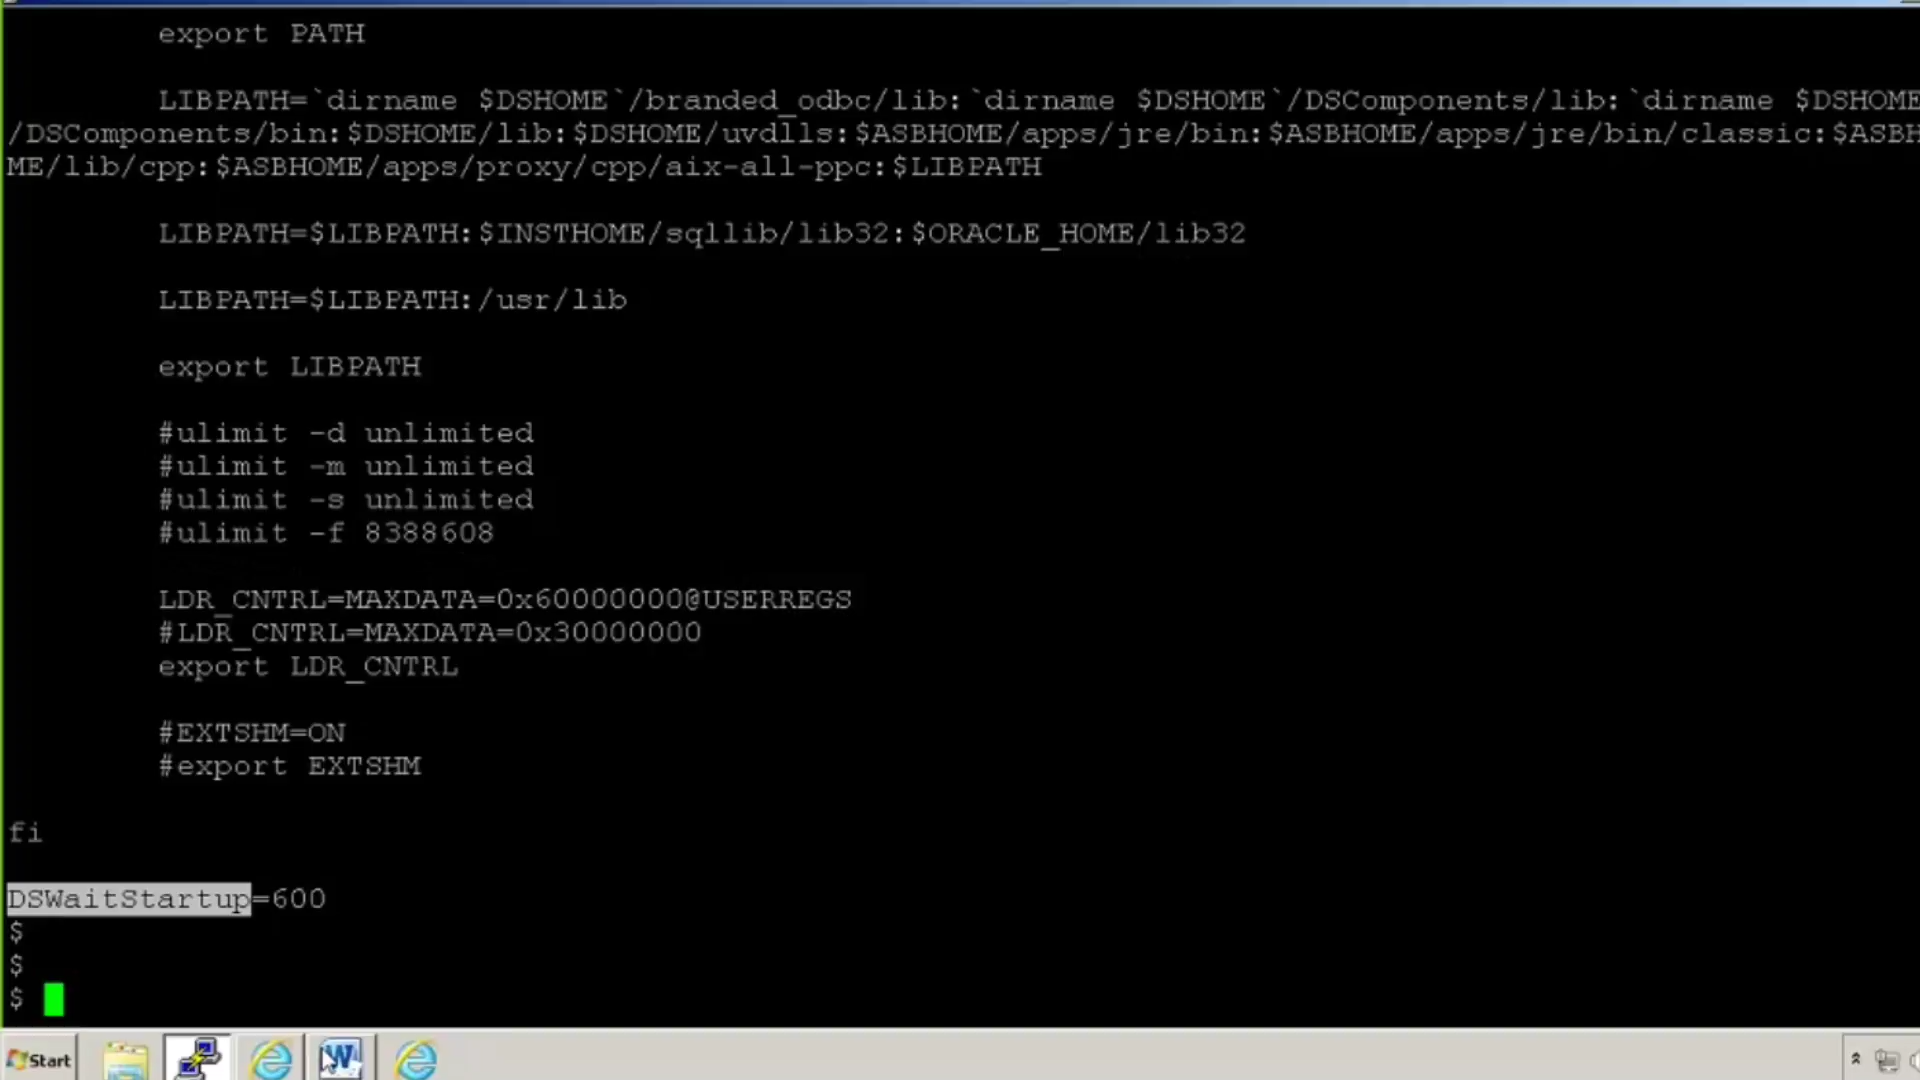 export PATH
LIBPATH=`dirname $DSHOME`/branded_odbc/lib:`dirname $DSHOME`/DSComponents/lib:`dirname $DSHOME
/DSComponents/bin:$DSHOME/lib:$DSHOME/uvdlls:$ASBHOME/apps/jre/bin:$ASBHOME/apps/jre/bin/classic:$ASBH
ME/lib/cpp:$ASBHOME/apps/proxy/cpp/aix-all-ppc:$LIBPATH
LIBPATH=$LIBPATH:$INSTHOME/sqllib/lib32:$ORACLE_HOME/lib32
LIBPATH=$LIBPATH:/usr/lib
export LIBPATH
#ulimit -d unlimited
#ulimit -m unlimited
#ulimit -s unlimited
#ulimit -f 8388608
LDR_CNTRL=MAXDATA=0x60000000@USERREGS
#LDR_CNTRL=MAXDATA=0x30000000
export LDR_CNTRL
#EXTSHM=ON
#export EXTSHM
fi
DSWaitStartup=600
$
$
$
Start